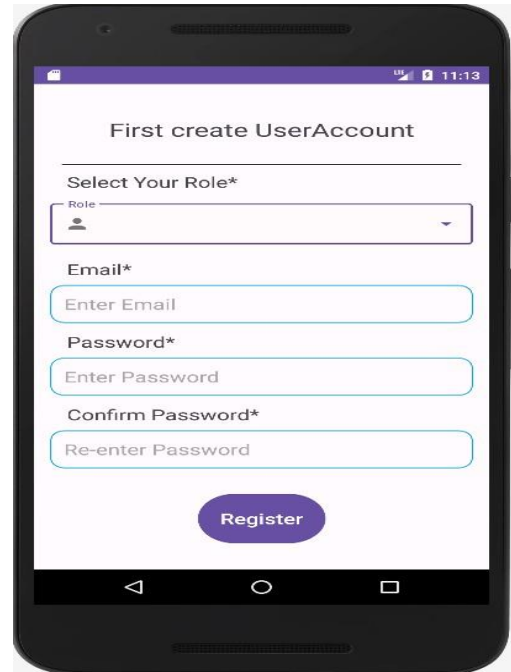 LTE 11:13
First create UserAccount
Select Your Role*
Role
Email*
Enter Email
Password*
Enter Password
Confirm Password*
Re-enter Password
Register